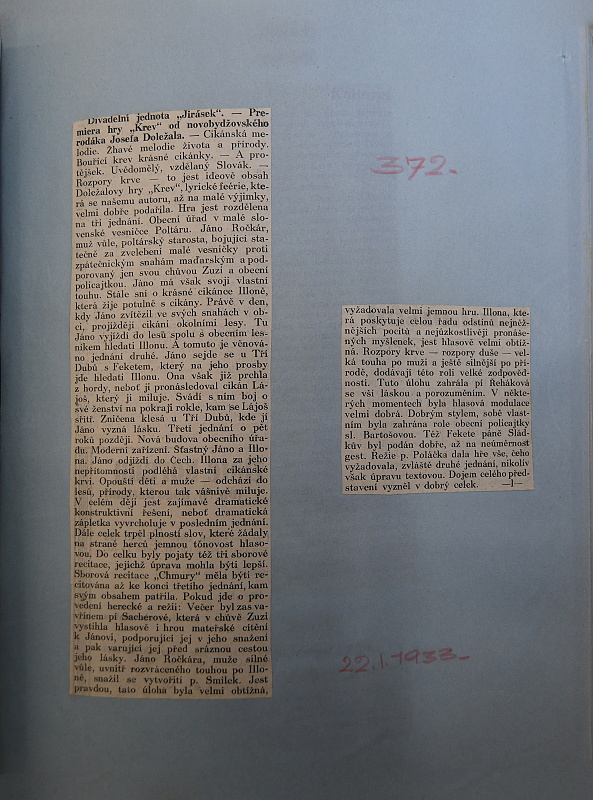 Divadelní jednota „Jirásek“. — Pre-
miera hry „Krev“ od novobydžovského
rodáka Josefa Doležala. — Cikánská me-
lodie. Žhavé melodie života a přírody.
Bouřící krev krásné cikánky. — A pro-
tějšek. Uvědomělý, vzdělaný Slovák. —
Rozpory krve — to jest ideově obsah
Doležalovy hry „Krev“, lyrické feérie, kte-
rá se našemu autoru, až na malé výjimky,
velmi dobře podařila. Hra jest rozdělena
na tři jednání. Obecní úřad v malé slo-
venské vesničce Poltáru. Jáno Ročkár,
muž vůle, poltárský starosta, bojující sta-
tečně za zvelebení malé vesničky proti
zpátečnickým snahám maďarským a pod-
porovaný jen svou chůvou Zuzi a obecní
policajtkou. Jáno má však svoji vlastní
touhu. Stále sní o krásné cikánce Illoně,
která žije potulně s cikány. Právě v den,
kdy Jáno zvítězil ve svých snahách v ob-
ci, projíždějí cikáni okolními lesy. Tu
Jáno vyjíždí do lesů spolu s obecním les-
níkem hledati Illonu. A tomuto je věnová-
no jednání druhé. Jáno sejde se u Tří
Dubů s Feketem, který na jeho prosby
jde hledati Illonu. Ona však již prchla
z hordy, neboť ji pronásledoval cikán Lá-
još, který ji miluje. Svádí s ním boj o
své ženství na pokraji rokle, kam se Lájoš
sřítí. Zničena klesá u Tří Dubů, kde jí
Jáno vyzná lásku. Třetí jednání o pět
roků později. Nová budova obecního úřa-
du. Moderní zařízení. Šťastný Jáno a Illo-
na. Jáno odjíždí do Čech. Illona za jeho
nepřítomnosti podléhá vlastní cikánské
krvi. Opouští děti a muže — odchází do
lesů, přírody, kterou tak vášnivě miluje.
V celém ději jest zajímavé dramatické
konstruktivní řešení, neboť dramatická
zápletka vyvrcholuje v posledním jednání.
Dále celek trpěl plností slov, které žádaly
na straně herců jemnou tónovost hlaso-
vou. Do celku byly pojaty též tři sborové
recitace, jejichž úprava mohla býti lepší.
Sborová recitace „Chmury“ měla býti re-
citována až ke konci třetího jednání, kam
svým obsahem patřila. Pokud jde o pro-
vedení herecké a režii: Večer byl zas va-
vřínem pí Sacherové, která v chůvě Zuzi
vystihla hlasově i hrou mateřské cítění
k Jánovi, podporující jej v jeho snažení
a pak varující jej před sráznou cestou
jeho lásky. Jáno Ročkára, muže silné
vůle, uvnitř rozvráceného touhou po Illo-
ně, snažil se vytvořiti p. Smilek. Jest
pravdou, tato úloha byla velmi obtížná,
372.
vyžadovala velmi jemnou hru. Illona, kte-
rá poskytuje celou řadu odstínů nejněž-
nějších pocitů a nejúzkostlivěji pronáše-
ných myšlenek, jest hlasově velmi obtíž-
ná. Rozpory krve — rozpory duše — vel-
ká touha po muži a ještě silnější po pří-
rodě, dodávají této roli velké zodpověd-
nosti. Tuto úlohu zahrála pí Řeháková
se vší láskou a porozuměním. V někte-
rých momentech byla hlasová modulace
velmi dobrá. Dobrým stylem, sobě vlast-
ním byla zahrána role obecní policajtky
sl. Bartošovou. Též Fekete páně Sládk-
kův byl podán dobře, až na neúměrnost
gest. Režie p. Poláčka dala hře vše, čeho
vyžadovala, zvláště druhé jednání, nikoliv
však úpravu textovou. Dojem celého před-
stavení vyzněl v dobrý celek. —J—
22.I.1933.